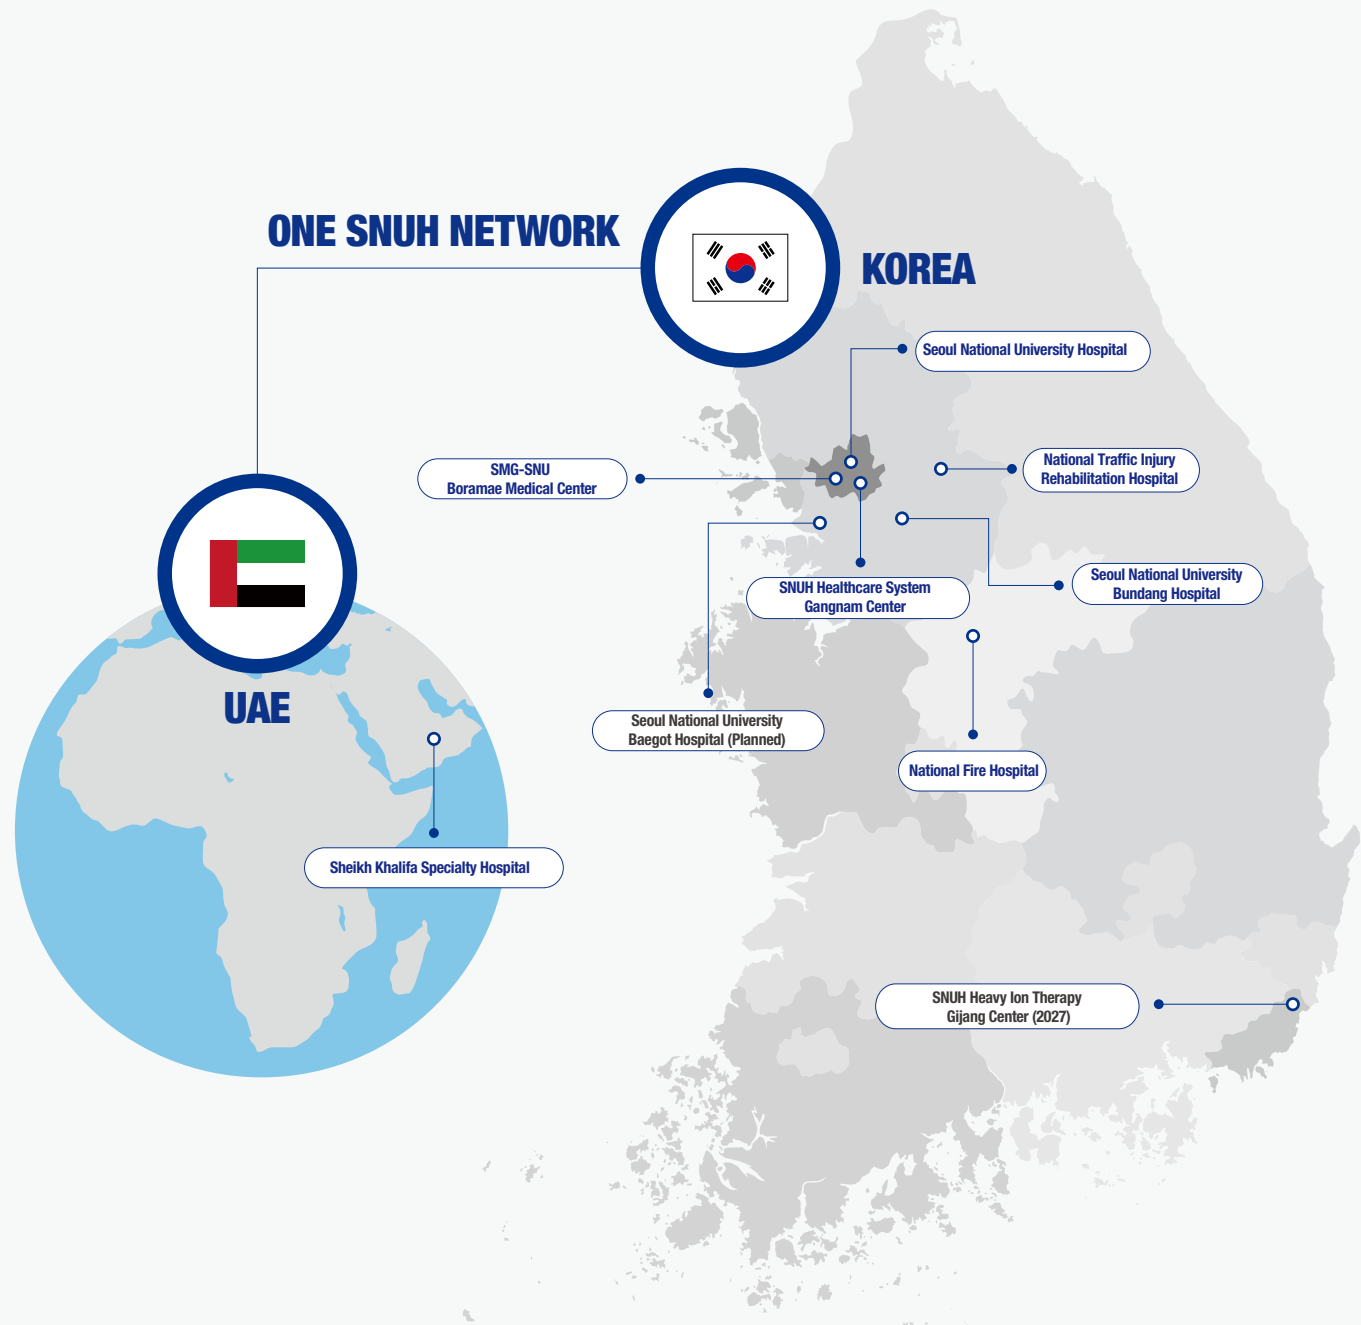 ONE SNUH NETWORK
KOREA
Seoul National University Hospital
SMG-SNU
Boramae Medical Center
National Traffic Injury
Rehabilitation Hospital
SNUH Healthcare System
Gangnam Center
Seoul National University
Bundang Hospital
UAE
Seoul National University
Baegot Hospital (Planned)
National Fire Hospital
Sheikh Khalifa Specialty Hospital
SNUH Heavy Ion Therapy
Gijang Center (2027)